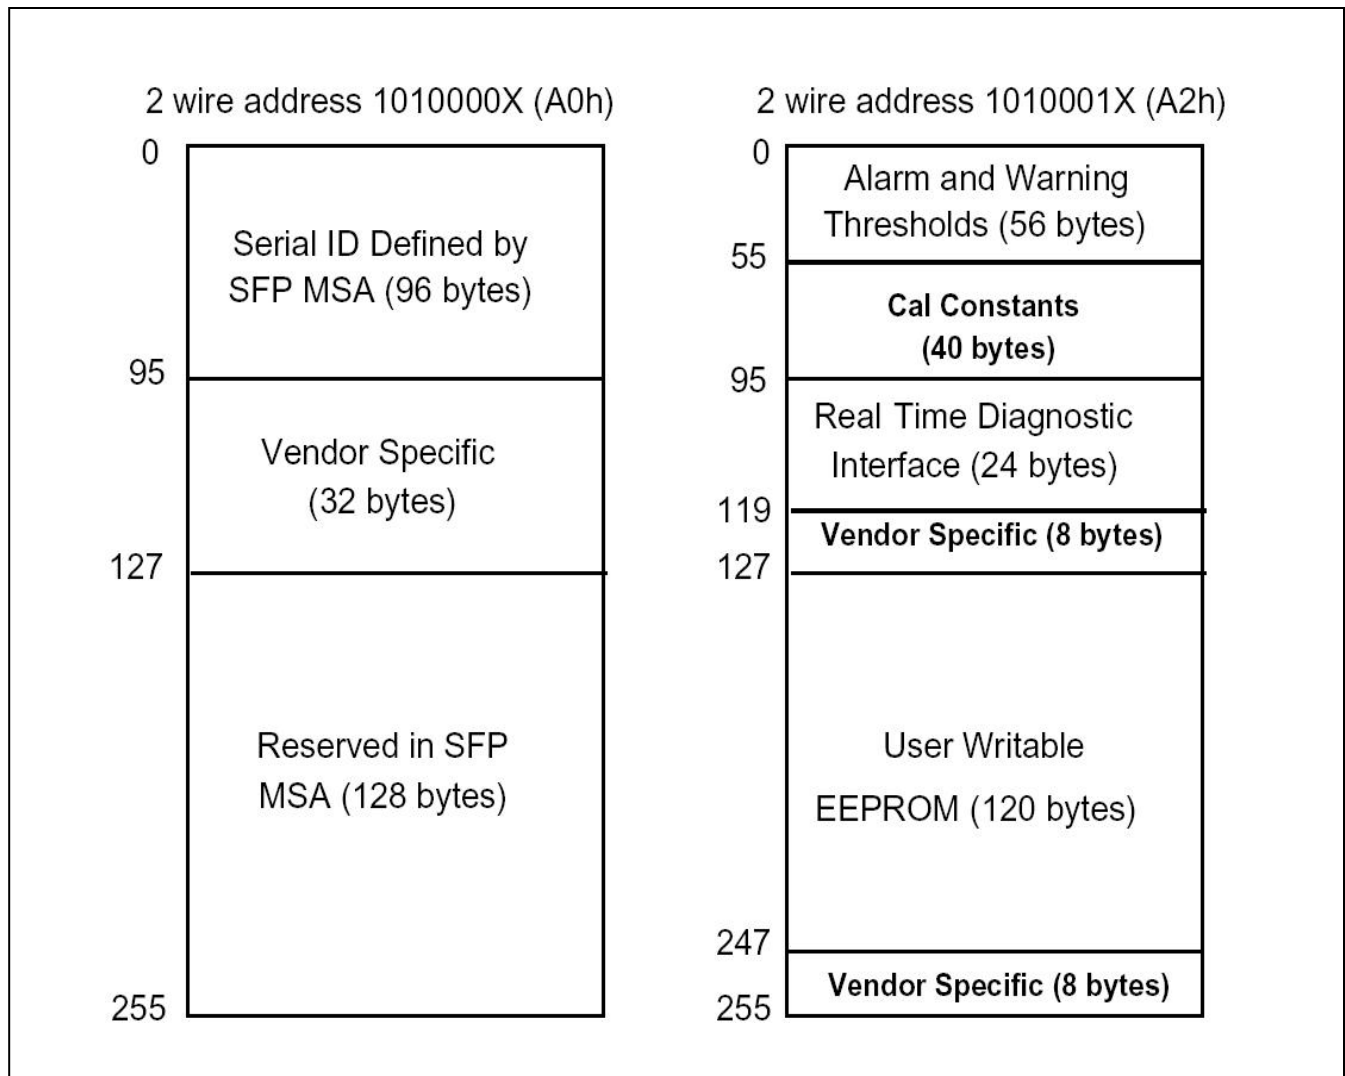 2 wire address 1010000X (A0h)
0
Serial ID Defined by
SFP MSA (96 bytes)
95
Vendor Specific
(32 bytes)
127
Reserved in SFP
MSA (128 bytes)
255
2 wire address 1010001X (A2h)
0
Alarm and Warning
Thresholds (56 bytes)
55
Cal Constants
(40 bytes)
95
Real Time Diagnostic
Interface (24 bytes)
119
Vendor Specific (8 bytes)
127
User Writable
EEPROM (120 bytes)
247
Vendor Specific (8 bytes)
255